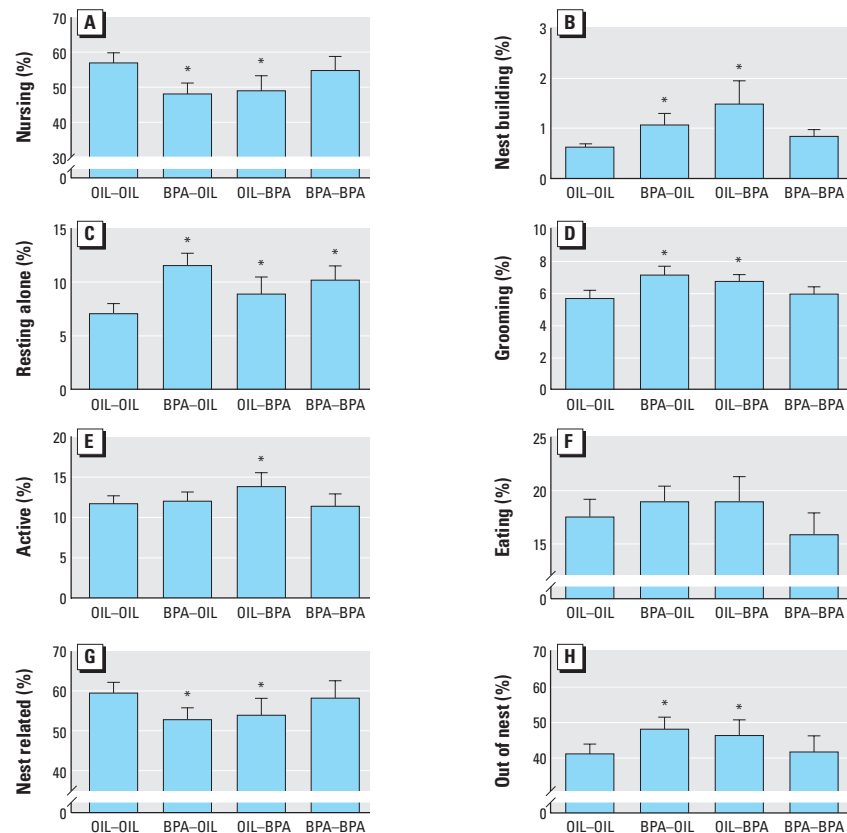 A
Nursing (%)
70
60
50
40
30
0
* *
OIL–OIL BPA–OIL OIL–BPA BPA–BPA
B
Nest building (%)
3
2
1
0
* *
OIL–OIL BPA–OIL OIL–BPA BPA–BPA
C
Resting alone (%)
15
10
5
0
* * *
OIL–OIL BPA–OIL OIL–BPA BPA–BPA
D
Grooming (%)
10
8
6
4
2
0
* *
OIL–OIL BPA–OIL OIL–BPA BPA–BPA
E
Active (%)
20
15
10
5
0
*
OIL–OIL BPA–OIL OIL–BPA BPA–BPA
F
Eating (%)
25
20
15
0
OIL–OIL BPA–OIL OIL–BPA BPA–BPA
G
Nest related (%)
70
60
50
40
0
* *
OIL–OIL BPA–OIL OIL–BPA BPA–BPA
H
Out of nest (%)
70
60
50
40
0
* *
OIL–OIL BPA–OIL OIL–BPA BPA–BPA